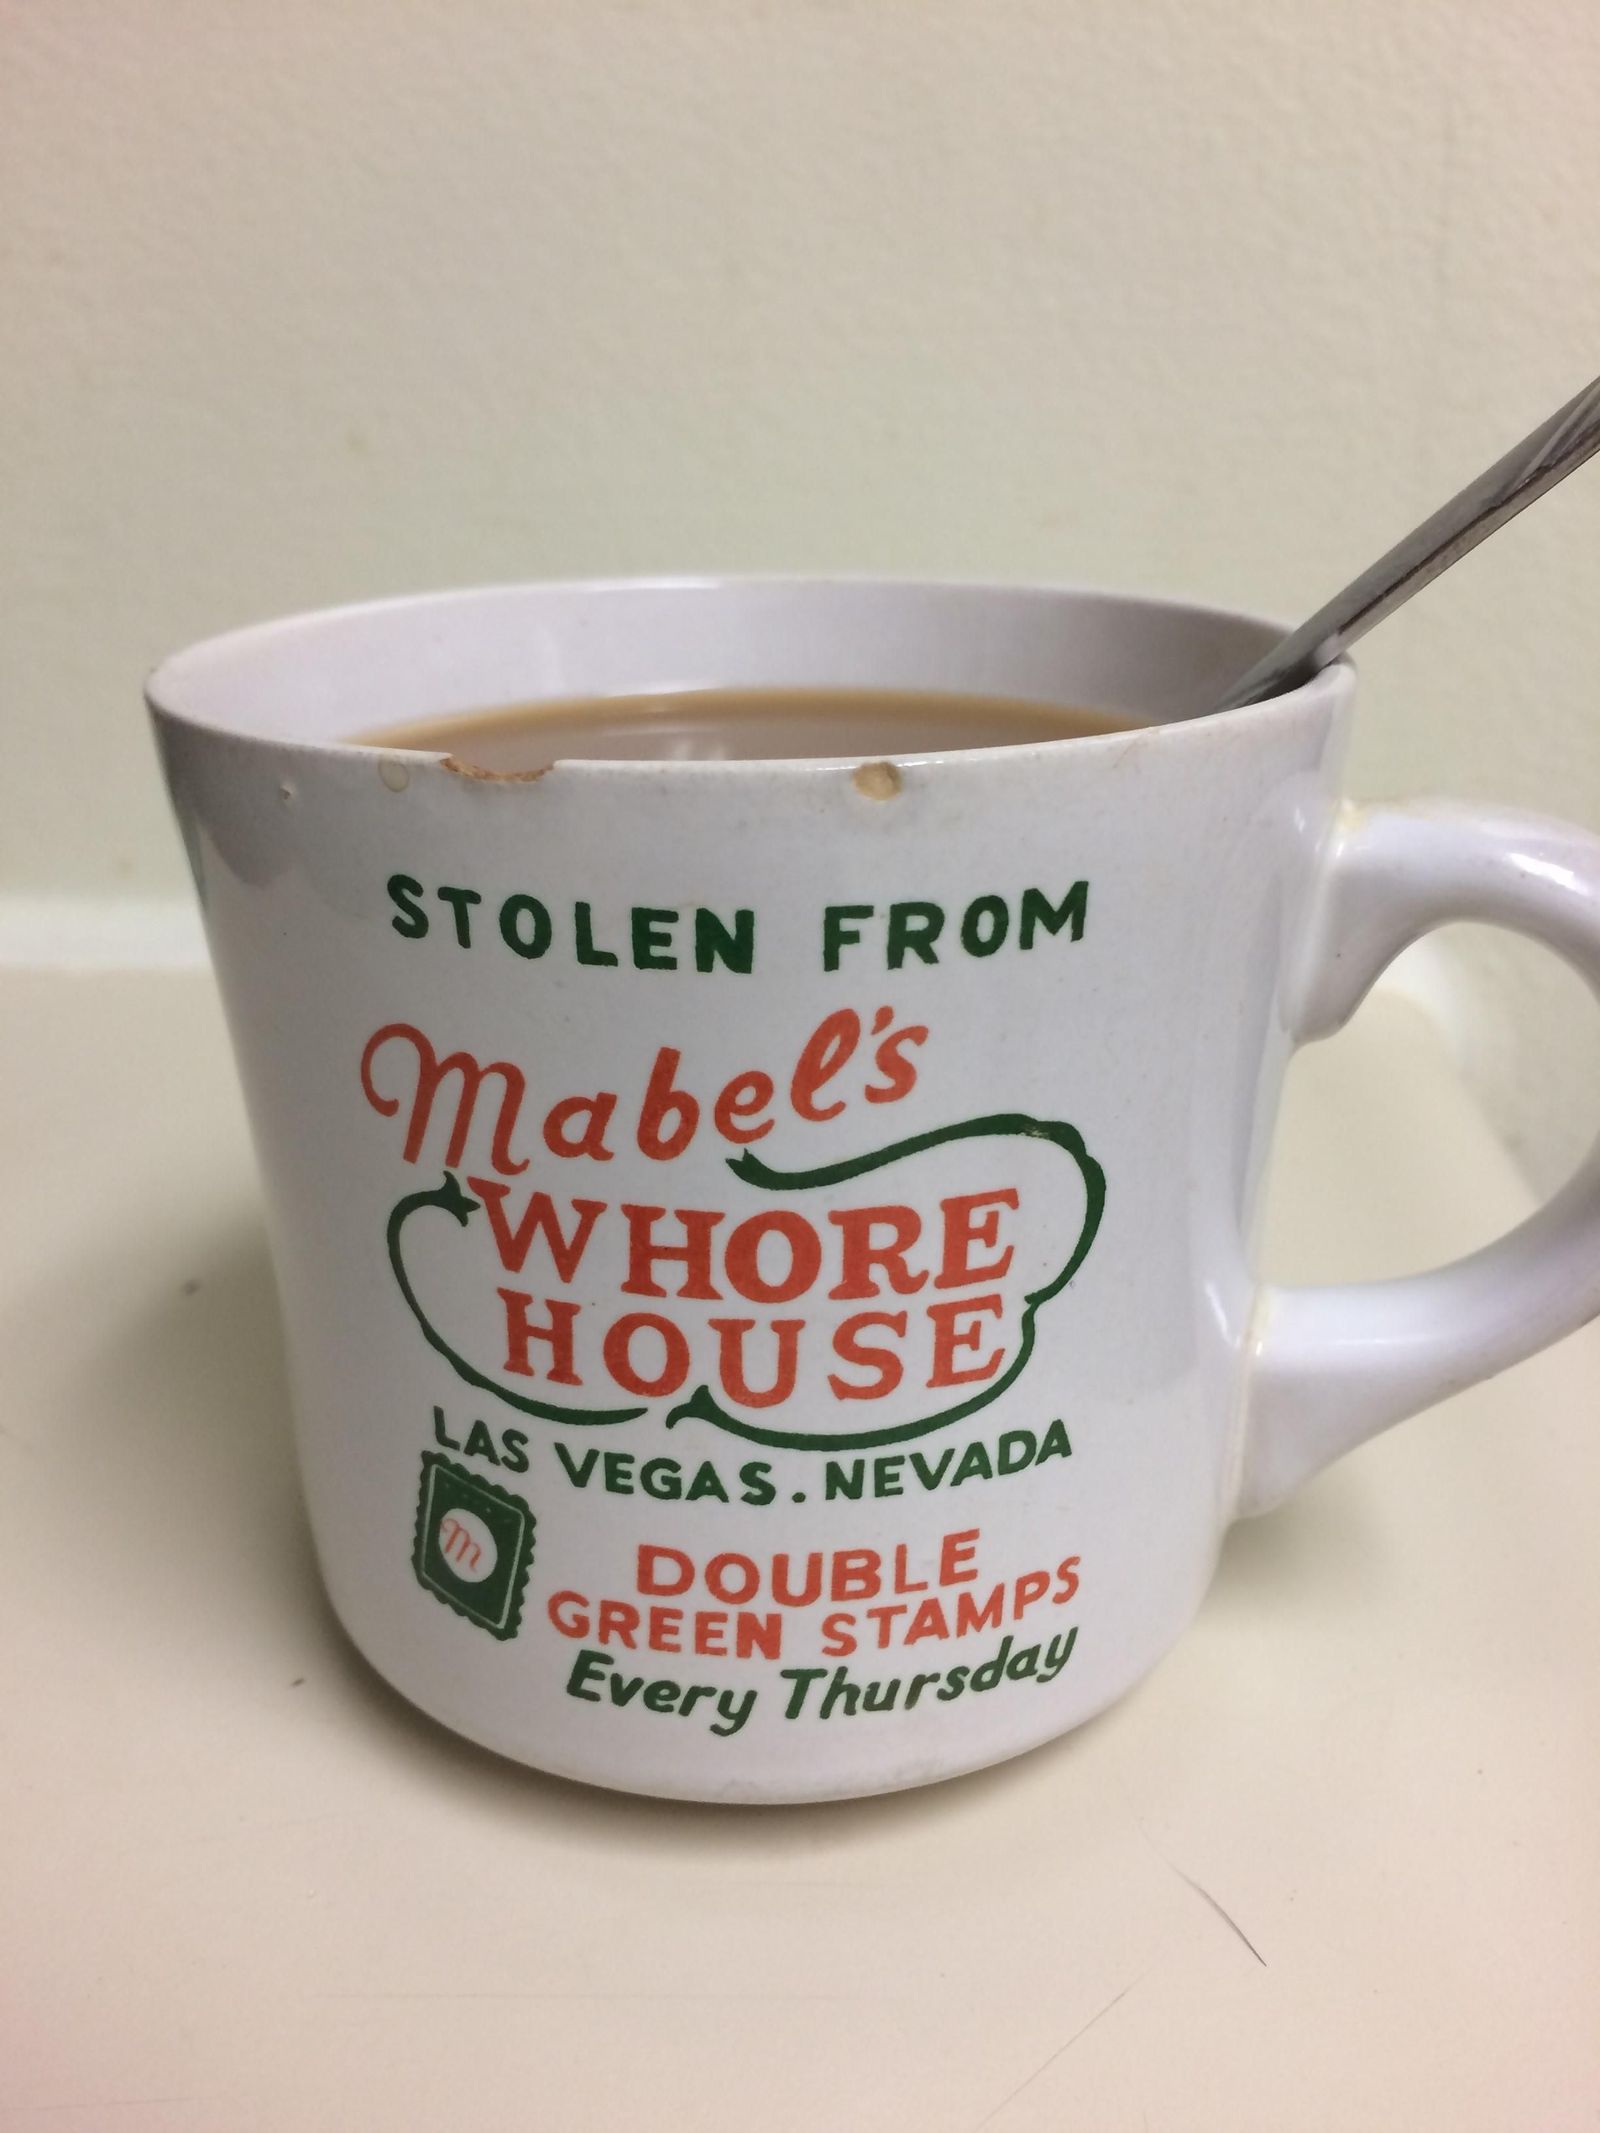 STOLEN FROM
Mabel's
WHORE
HOUSE
LAS VEGAS. NEVADA
m
DOUBLE
GREEN STAMPS
Every Thursday